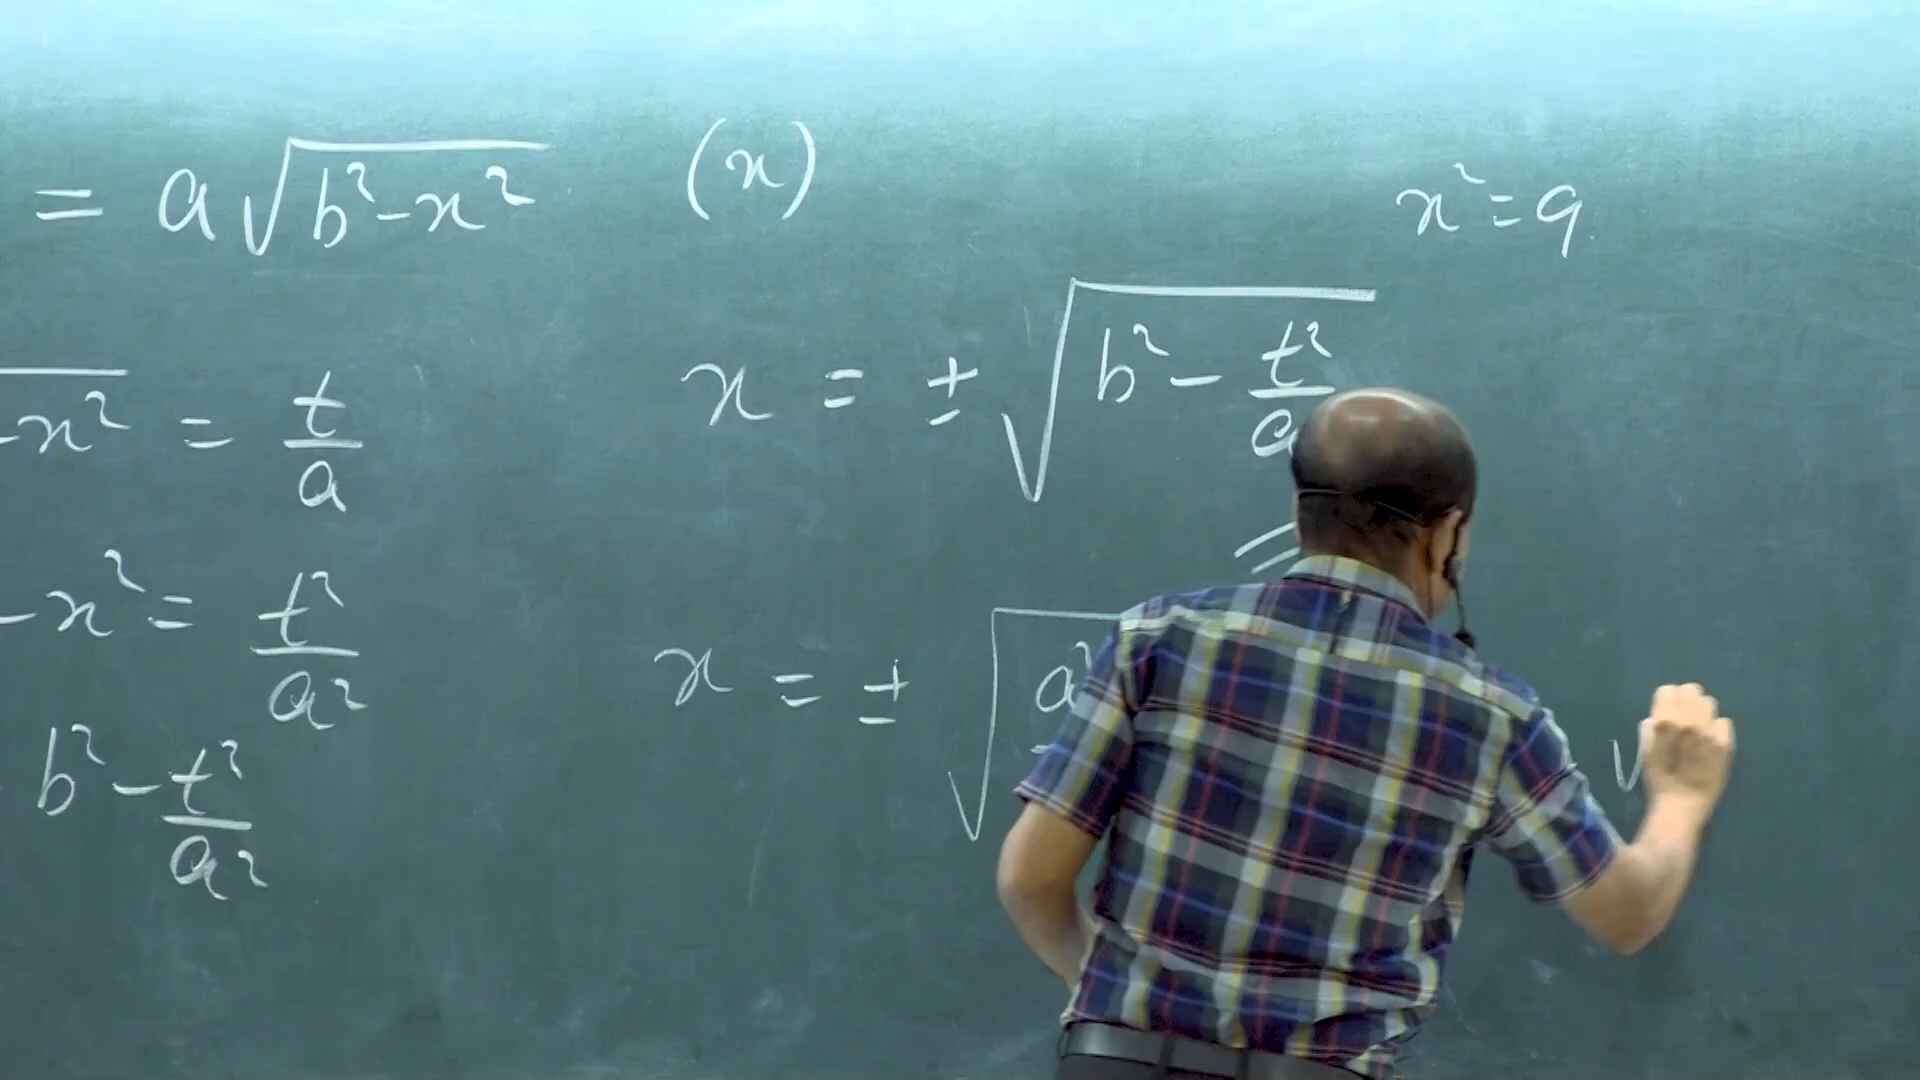 = a√(b² - x²) (x)
x² = 9
- x² = t/a
x = ± √(b² - t²/a
- x² = t²/a²
x = ± √ a²
b² - t²/a²
√